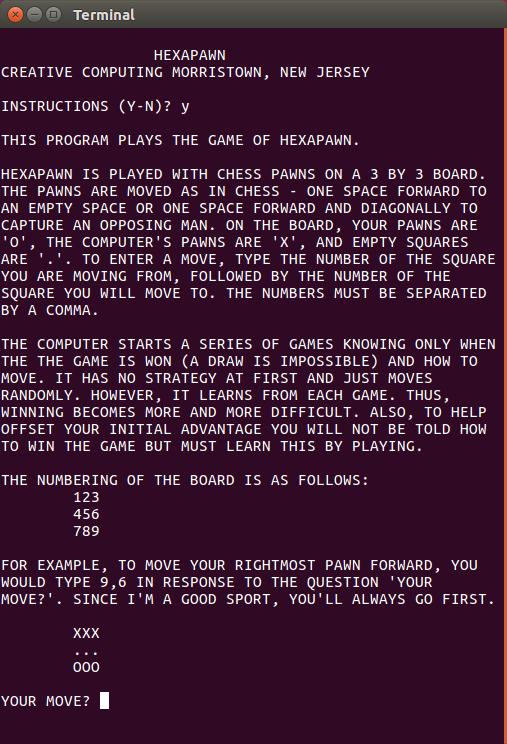 Terminal
HEXAPAWN
CREATIVE COMPUTING MORRISTOWN, NEW JERSEY
INSTRUCTIONS (Y-N)? y
THIS PROGRAM PLAYS THE GAME OF HEXAPAWN.
HEXAPAWN IS PLAYED WITH CHESS PAWNS ON A 3 BY 3 BOARD.
THE PAWNS ARE MOVED AS IN CHESS - ONE SPACE FORWARD TO
AN EMPTY SPACE OR ONE SPACE FORWARD AND DIAGONALLY TO
CAPTURE AN OPPOSING MAN. ON THE BOARD, YOUR PAWNS ARE
'O', THE COMPUTER'S PAWNS ARE 'X', AND EMPTY SQUARES
ARE '.'. TO ENTER A MOVE, TYPE THE NUMBER OF THE SQUARE
YOU ARE MOVING FROM, FOLLOWED BY THE NUMBER OF THE
SQUARE YOU WILL MOVE TO. THE NUMBERS MUST BE SEPARATED
BY A COMMA.
THE COMPUTER STARTS A SERIES OF GAMES KNOWING ONLY WHEN
THE THE GAME IS WON (A DRAW IS IMPOSSIBLE) AND HOW TO
MOVE. IT HAS NO STRATEGY AT FIRST AND JUST MOVES
RANDOMLY. HOWEVER, IT LEARNS FROM EACH GAME. THUS,
WINNING BECOMES MORE AND MORE DIFFICULT. ALSO, TO HELP
OFFSET YOUR INITIAL ADVANTAGE YOU WILL NOT BE TOLD HOW
TO WIN THE GAME BUT MUST LEARN THIS BY PLAYING.
THE NUMBERING OF THE BOARD IS AS FOLLOWS:
123
456
789
FOR EXAMPLE, TO MOVE YOUR RIGHTMOST PAWN FORWARD, YOU
WOULD TYPE 9,6 IN RESPONSE TO THE QUESTION 'YOUR
MOVE?'. SINCE I'M A GOOD SPORT, YOU'LL ALWAYS GO FIRST.
XXX
...
OOO
YOUR MOVE?